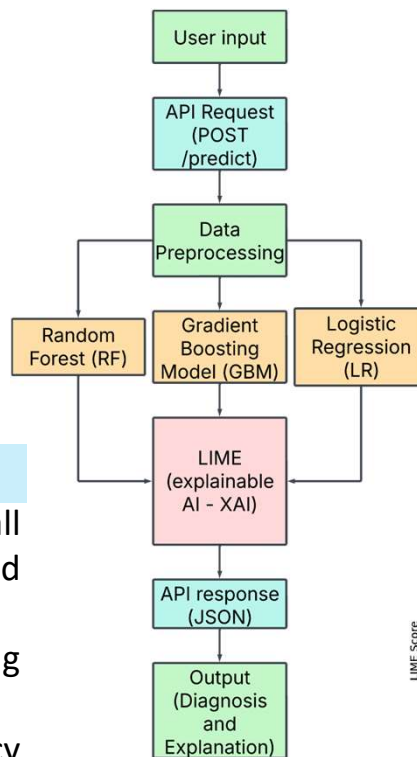 User input
API Request
(POST
/predict)
Data
Preprocessing
Random
Forest (RF)
Gradient
Boosting
Model (GBM)
Logistic
Regression
(LR)
LIME
(explainable
AI - XAI)
API response
(JSON)
Output
(Diagnosis
and
Explanation)
LIME Score